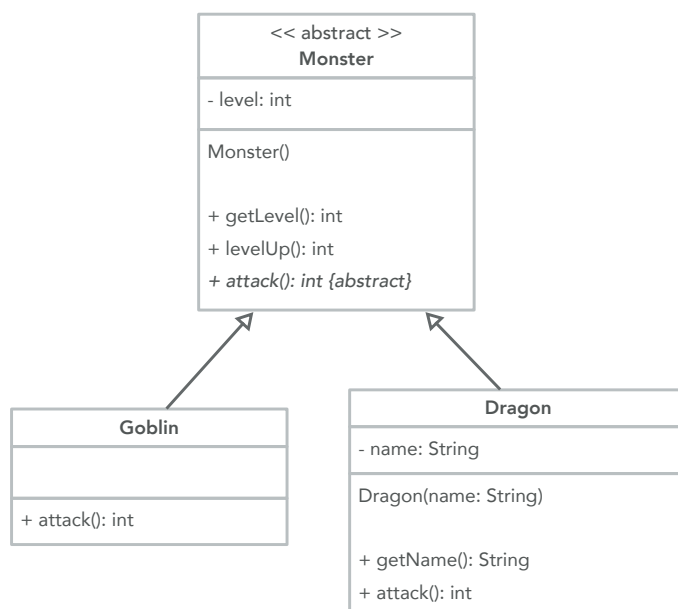 << abstract >>
Monster
- level: int
Monster()
+ getLevel(): int
+ levelUp(): int
+ attack(): int {abstract}
Goblin
+ attack(): int
Dragon
- name: String
Dragon(name: String)
+ getName(): String
+ attack(): int